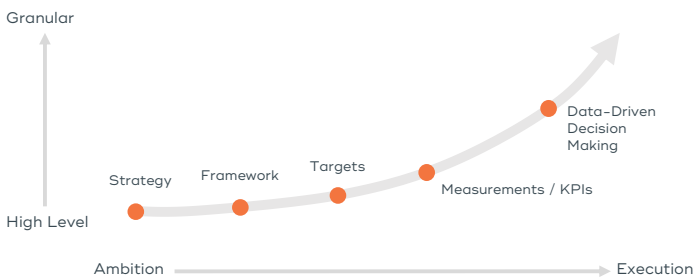 Granular
Data-Driven
Decision
Making
Targets
Framework
Strategy
Measurements / KPIs
High Level
Ambition
Execution